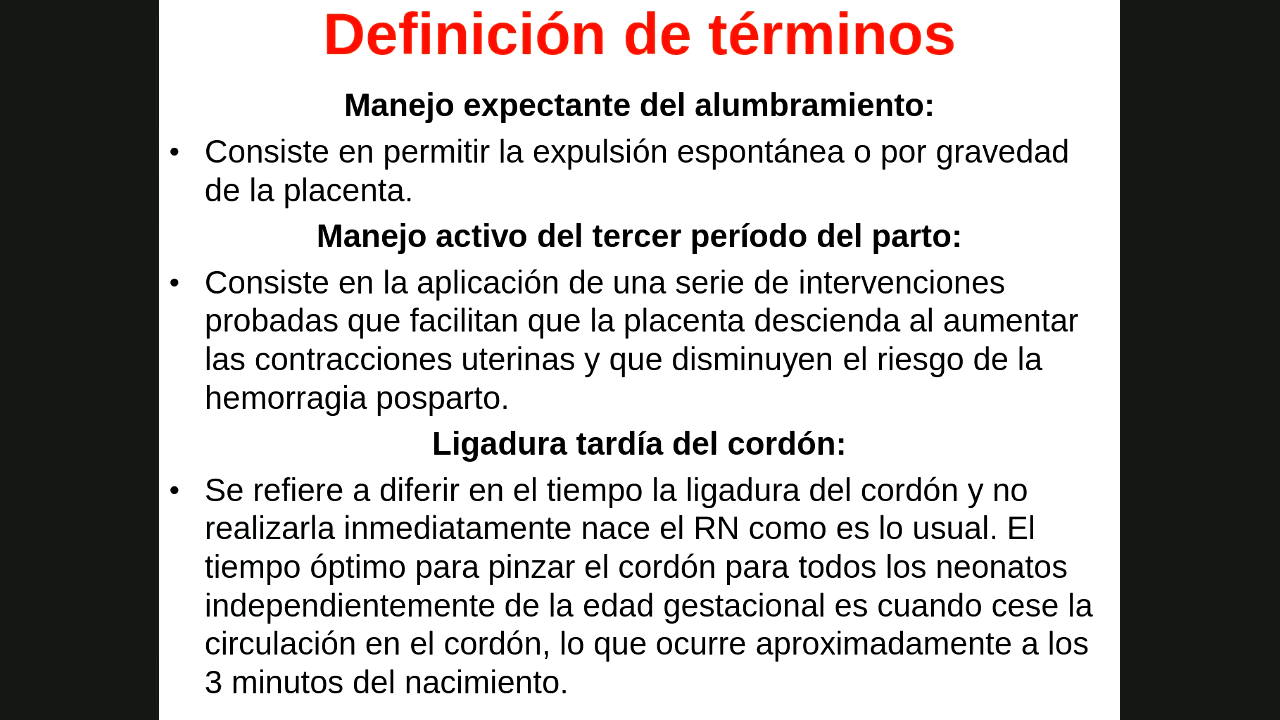 Definición de términos
Manejo expectante del alumbramiento:
• Consiste en permitir la expulsión espontánea o por gravedad
de la placenta.
Manejo activo del tercer período del parto:
• Consiste en la aplicación de una serie de intervenciones
probadas que facilitan que la placenta descienda al aumentar
las contracciones uterinas y que disminuyen el riesgo de la
hemorragia posparto.
Ligadura tardía del cordón:
• Se refiere a diferir en el tiempo la ligadura del cordón y no
realizarla inmediatamente nace el RN como es lo usual. El
tiempo óptimo para pinzar el cordón para todos los neonatos
independientemente de la edad gestacional es cuando cese la
circulación en el cordón, lo que ocurre aproximadamente a los
3 minutos del nacimiento.